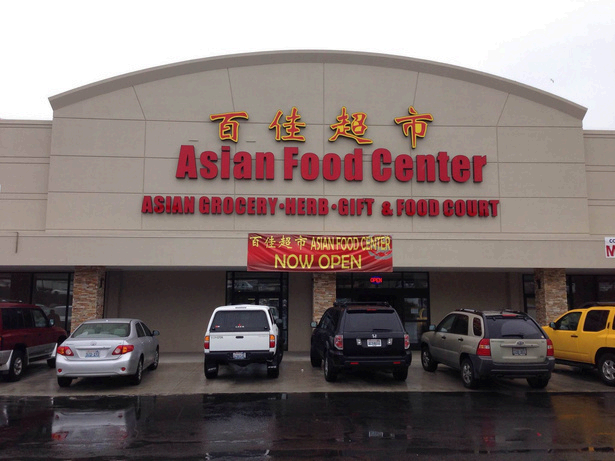 百佳超市
Asian Food Center
ASIAN GROCERY·HERB·GIFT & FOOD COURT
百佳超市 ASIAN FOOD CENTER
NOW OPEN
OPEN